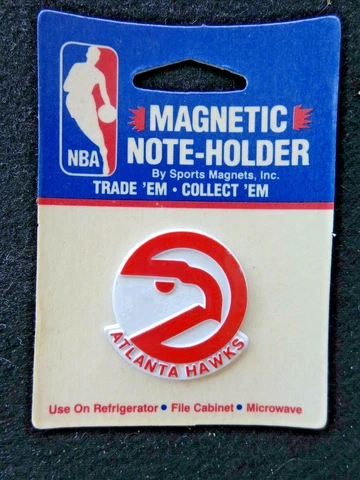 NBA
MAGNETIC
NOTE-HOLDER
By Sports Magnets, Inc.
TRADE 'EM • COLLECT 'EM
ATLANTA HAWKS
Use On Refrigerator • File Cabinet • Microwave